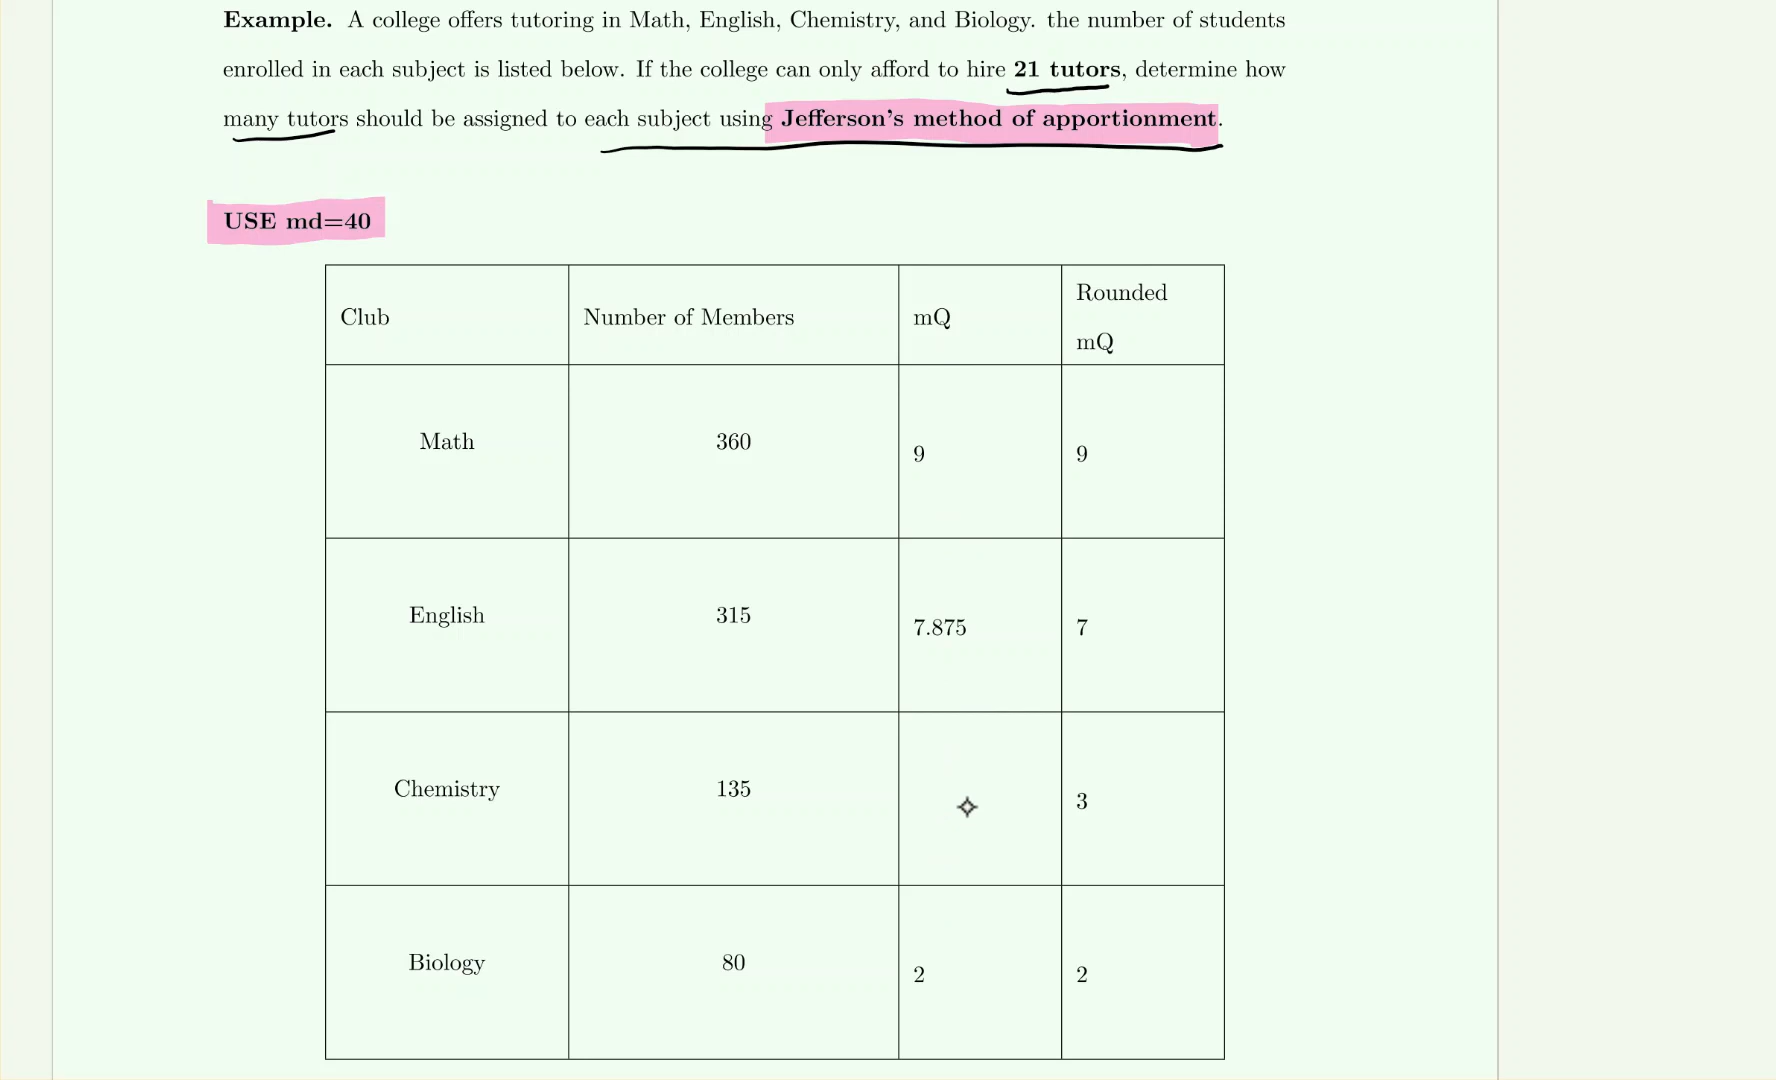 Example. A college offers tutoring in Math, English, Chemistry, and Biology. the number of students
enrolled in each subject is listed below. If the college can only afford to hire 21 tutors, determine how
many tutors should be assigned to each subject using Jefferson's method of apportionment.
USE md=40
Club Number of Members mQ Rounded mQ
Math 360 9 9
English 315 7.875 7
Chemistry 135 3
Biology 80 2 2